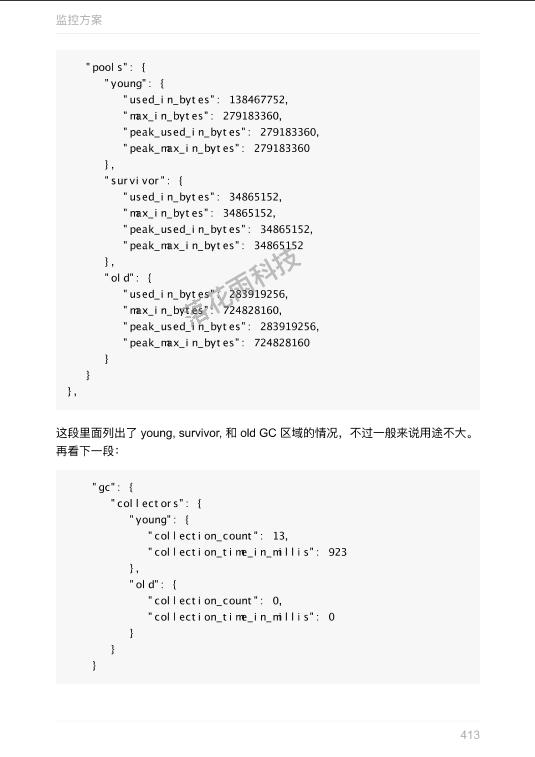 监控方案
"pools": {
"young": {
"used_in_bytes": 138467752,
"max_in_bytes": 279183360,
"peak_used_in_bytes": 279183360,
"peak_max_in_bytes": 279183360
},
"survivor": {
"used_in_bytes": 34865152,
"max_in_bytes": 34865152,
"peak_used_in_bytes": 34865152,
"peak_max_in_bytes": 34865152
},
"old": {
"used_in_bytes": 283919256,
"max_in_bytes": 724828160,
"peak_used_in_bytes": 283919256,
"peak_max_in_bytes": 724828160
}
}
},
落花雨科技
这段里面列出了 young, survivor, 和 old GC 区域的情况，不过一般来说用途不大。
再看下一段：
"gc": {
"collectors": {
"young": {
"collection_count": 13,
"collection_time_in_millis": 923
},
"old": {
"collection_count": 0,
"collection_time_in_millis": 0
}
}
}
413